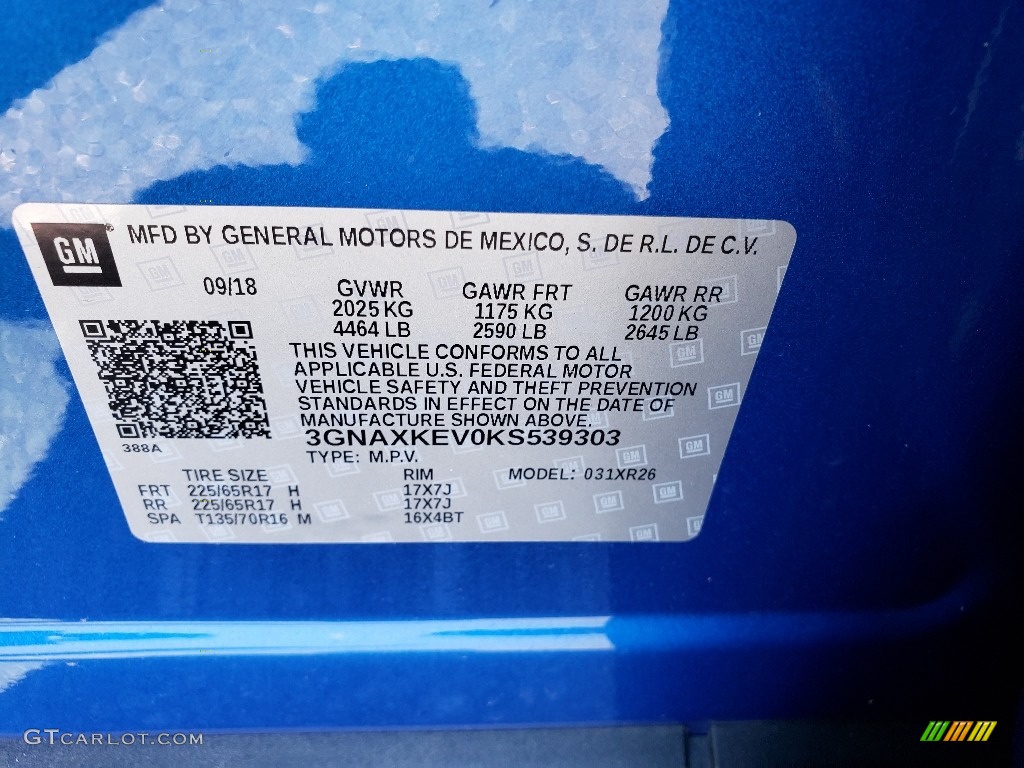 GM
MFD BY GENERAL MOTORS DE MEXICO, S. DE R.L. DE C.V.
09/18 GVWR GAWR FRT GAWR RR
2025 KG 1175 KG 1200 KG
4464 LB 2590 LB 2645 LB
THIS VEHICLE CONFORMS TO ALL
APPLICABLE U.S. FEDERAL MOTOR
VEHICLE SAFETY AND THEFT PREVENTION
STANDARDS IN EFFECT ON THE DATE OF
MANUFACTURE SHOWN ABOVE.
388A
3GNAXKEV0KS539303
TYPE: M.P.V.
TIRE SIZE RIM MODEL: 031XR26
FRT 225/65R17 H 17X7J
RR 225/65R17 H 17X7J
SPA T135/70R16 M 16X4BT
GTCARLOT.COM